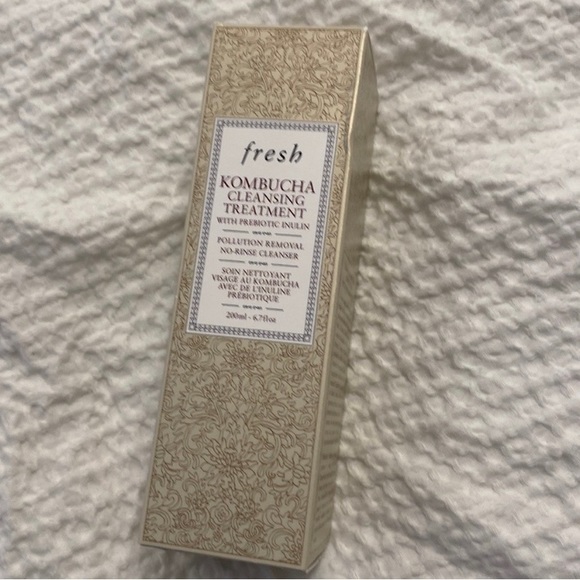 fresh
KOMBUCHA
CLEANSING
TREATMENT
WITH PREBIOTIC INULIN
POLLUTION REMOVAL
NO-RINSE CLEANSER
SOIN NETTOYANT
VISAGE AU KOMBUCHA
AVEC DE L'INULINE
PRÉBIOTIQUE
200ml - 6.7fl oz